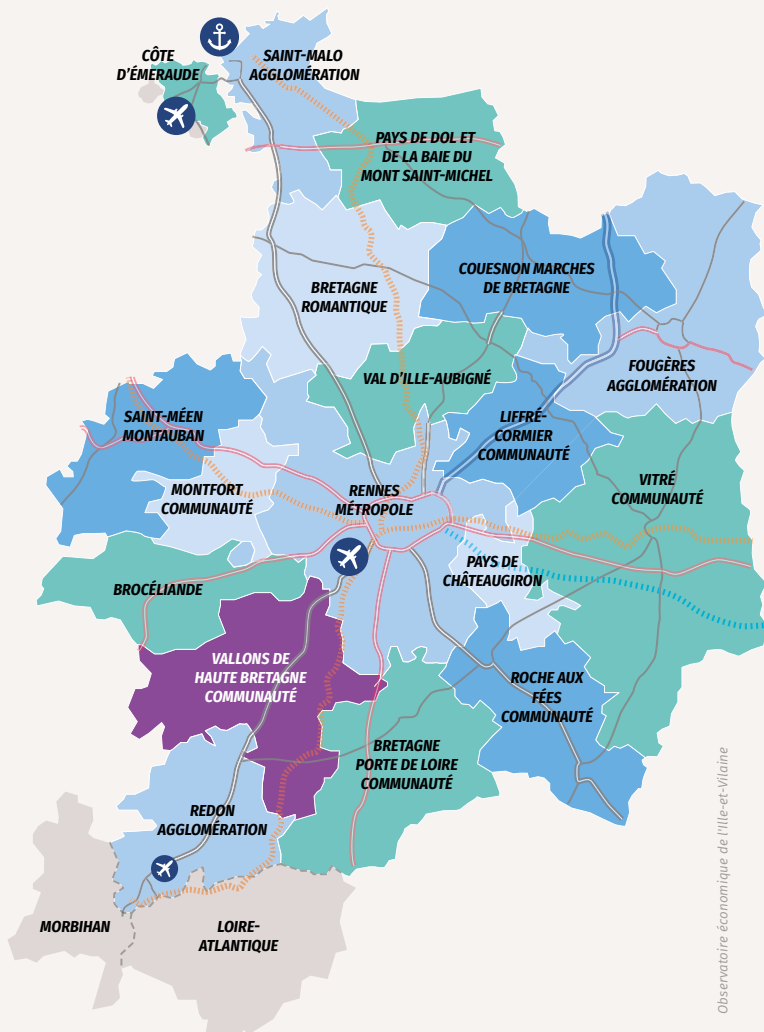 CÔTE
D'ÉMERAUDE
SAINT-MALO
AGGLOMÉRATION
PAYS DE DOL ET
DE LA BAIE DU
MONT SAINT-MICHEL
BRETAGNE
ROMANTIQUE
COUESNON MARCHES
DE BRETAGNE
VAL D'ILLE-AUBIGNÉ
FOUGÈRES
AGGLOMÉRATION
SAINT-MÉEN
MONTAUBAN
LIFFRÉ-
CORMIER
COMMUNAUTÉ
MONTFORT
COMMUNAUTÉ
RENNES
MÉTROPOLE
VITRÉ
COMMUNAUTÉ
BROCÉLIANDE
PAYS DE
CHÂTEAUGIRON
VALLONS DE
HAUTE BRETAGNE
COMMUNAUTÉ
ROCHE AUX
FÉES
COMMUNAUTÉ
BRETAGNE
PORTE DE LOIRE
COMMUNAUTÉ
REDON
AGGLOMÉRATION
MORBIHAN
LOIRE-
ATLANTIQUE
Observatoire économique de l'Ille-et-Vilaine